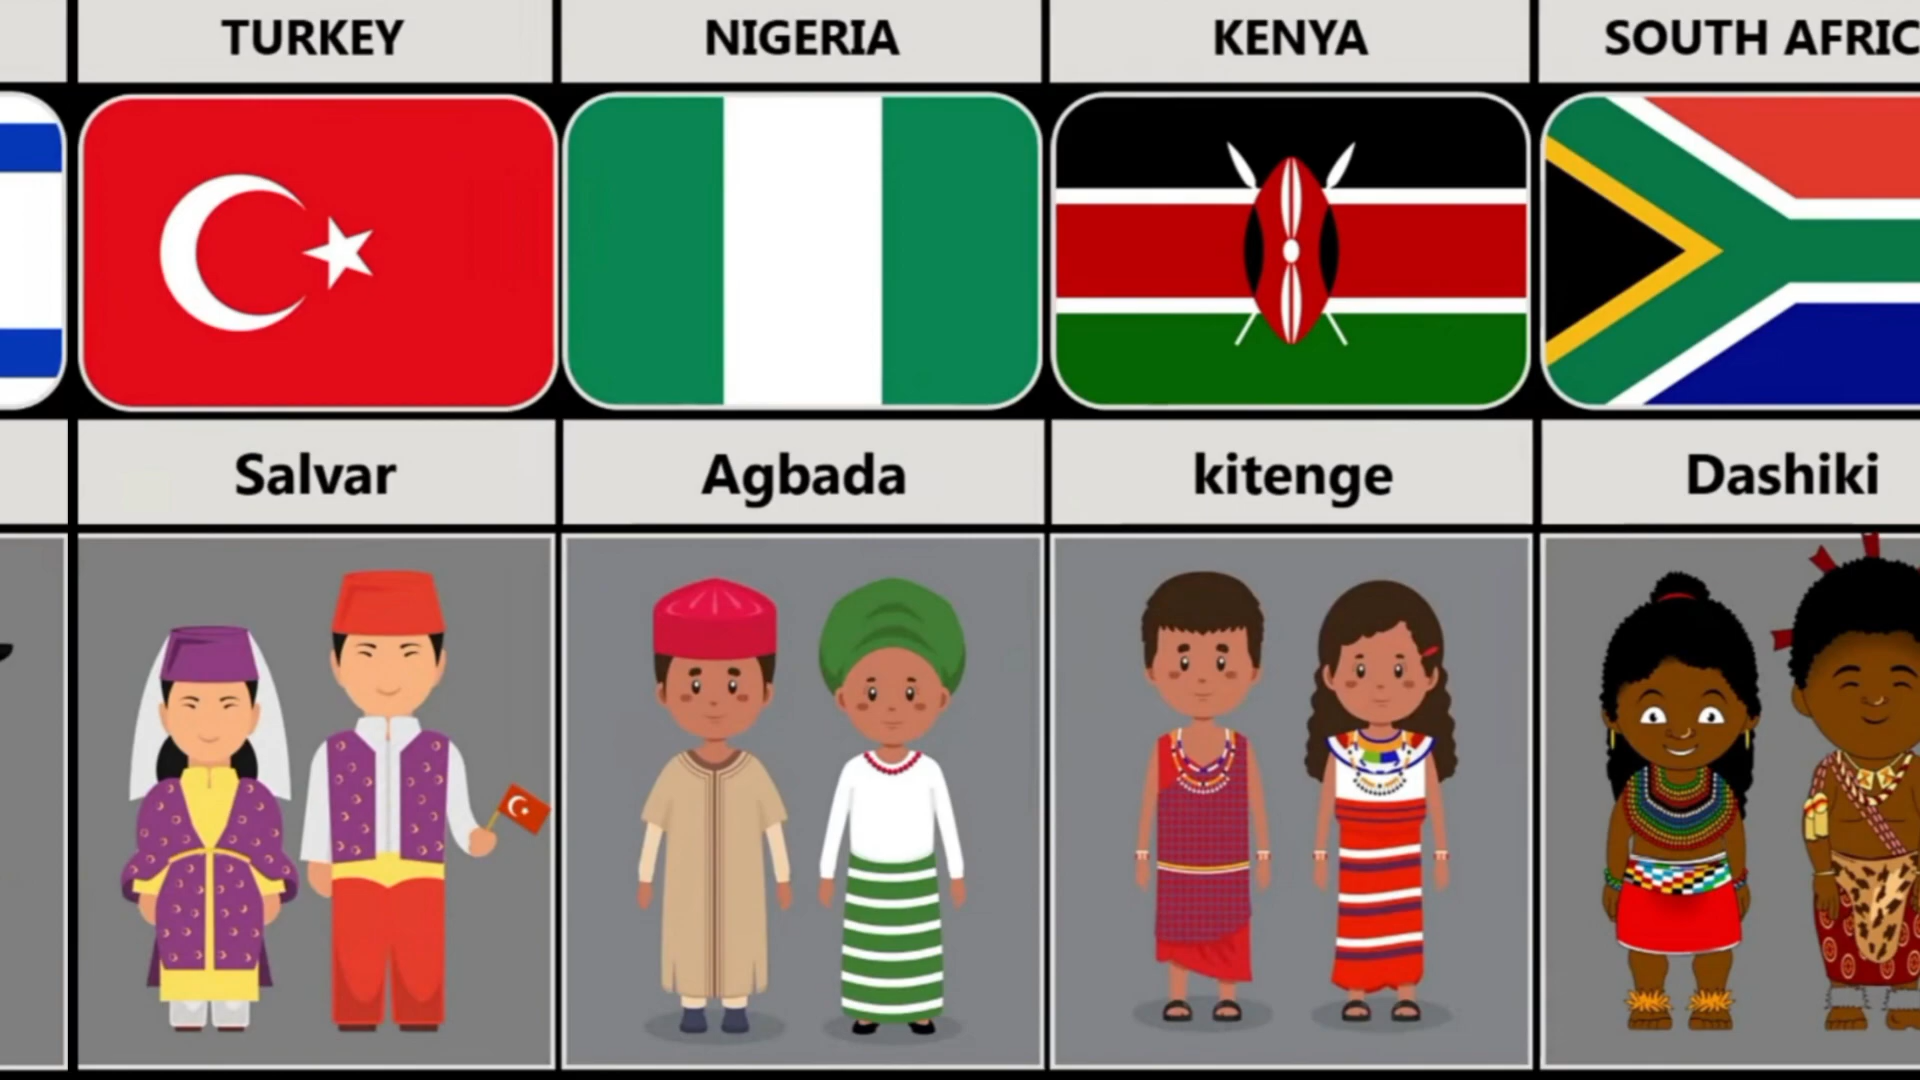 TURKEY
NIGERIA
KENYA
SOUTH AFRIC
Salvar
Agbada
kitenge
Dashiki